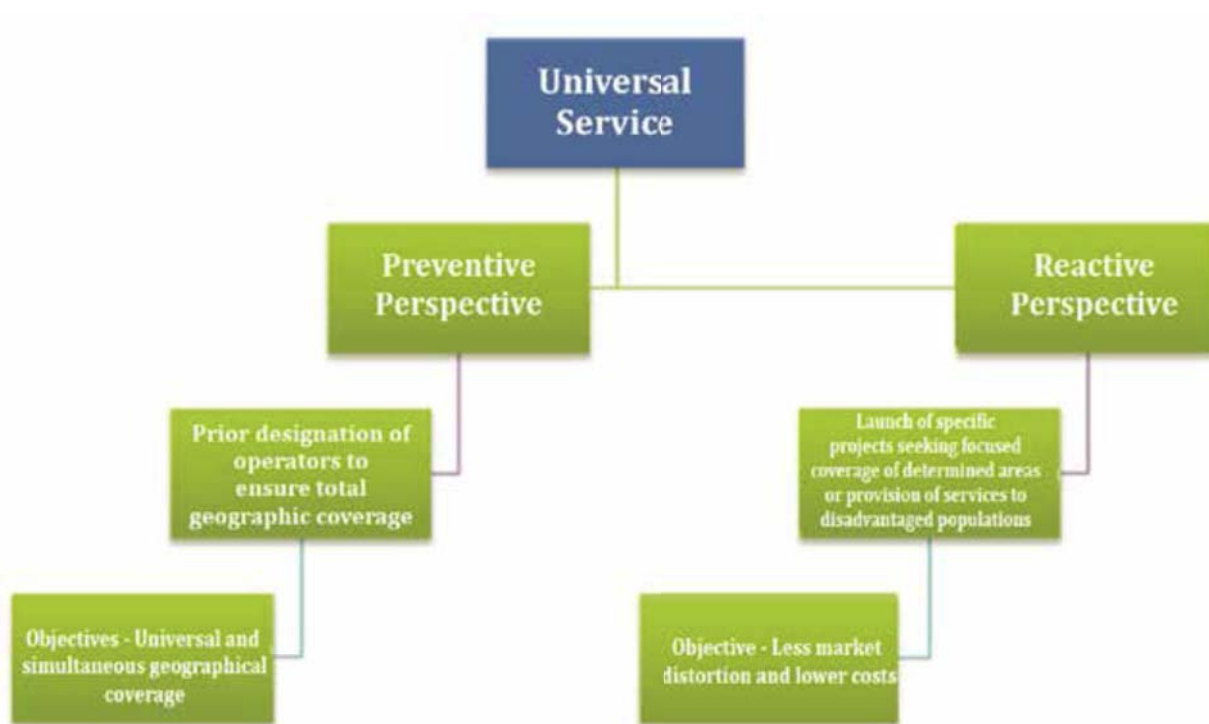 Universal
Service
Preventive
Perspective
Reactive
Perspective
Prior designation of
operators to
ensure total
geographic coverage
Launch of specific
projects seeking focused
coverage of determined areas
or provision of services to
disadvantaged populations
Objectives - Universal and
simultaneous geographical
coverage
Objective - Less market
distortion and lower costs